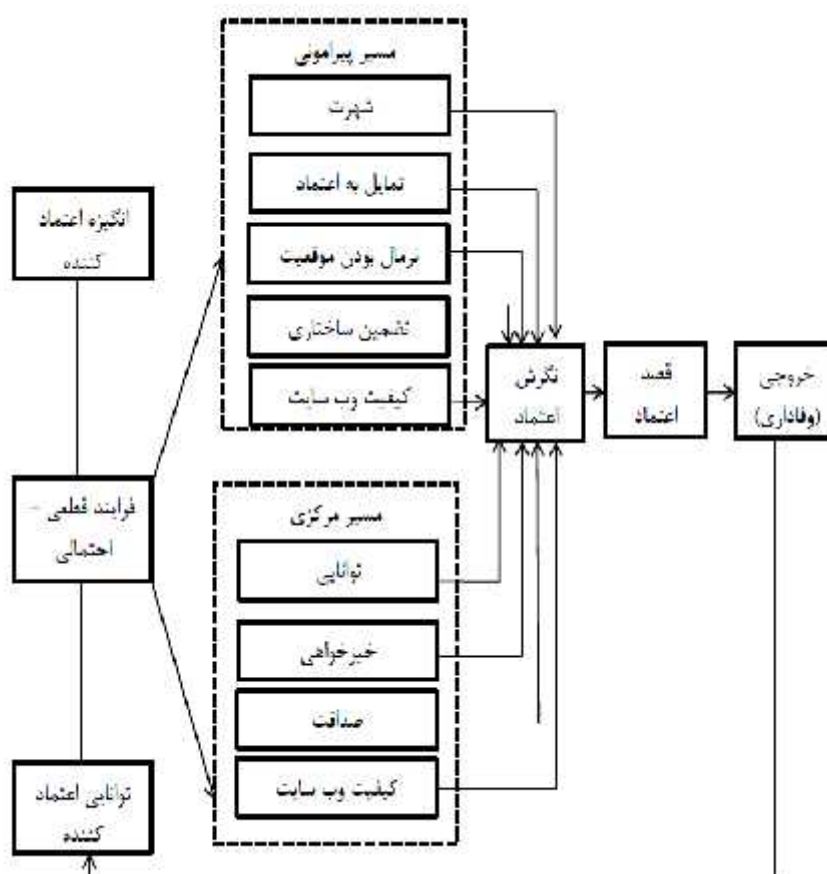 مسیر پیرامونی
شهرت
تمایل به اعتماد
نرمال بودن موقعیت
تضمین ساختاری
کیفیت وب سایت
انگیزه اعتماد
کننده
فرایند قطعی -
احتمالی
توانایی اعتماد
کننده
مسیر مرکزی
توانایی
خیرخواهی
صداقت
کیفیت وب سایت
نگرش
اعتماد
قصد
اعتماد
خروجی
(وفاداری)